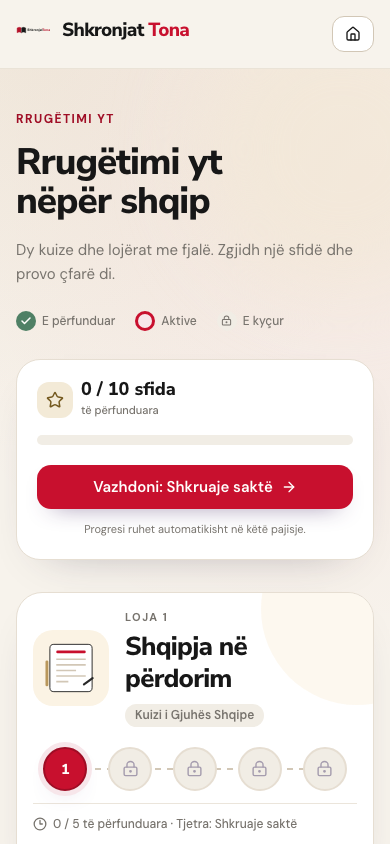 Shkronjat Tona
RRUGËTIMI YT
Rrugëtimi yt
nëpër shqip
Dy kuize dhe lojërat me fjalë. Zgjidh një sfidë dhe
provo çfarë di.
E përfunduar
Aktive
E kyçur
0 / 10 sfida
të përfunduara
Vazhdoni: Shkruaje saktë
Progresi ruhet automatikisht në këtë pajisje.
LOJA 1
Shqipja në
përdorim
Kuizi i Gjuhës Shqipe
1
0 / 5 të përfunduara · Tjetra: Shkruaje saktë